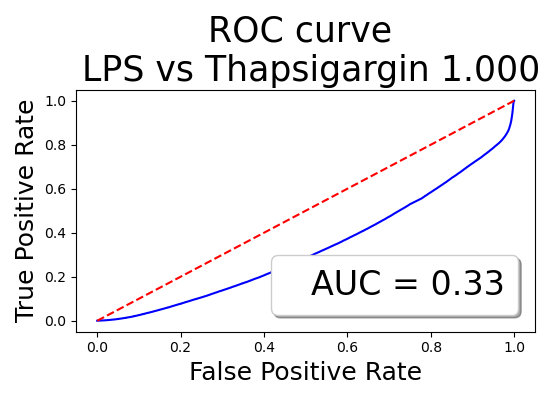 ROC curve
LPS vs Thapsigargin 1.000
True Positive Rate
1.0
0.8
0.6
0.4
0.2
0.0
AUC = 0.33
0.0 0.2 0.4 0.6 0.8 1.0
False Positive Rate